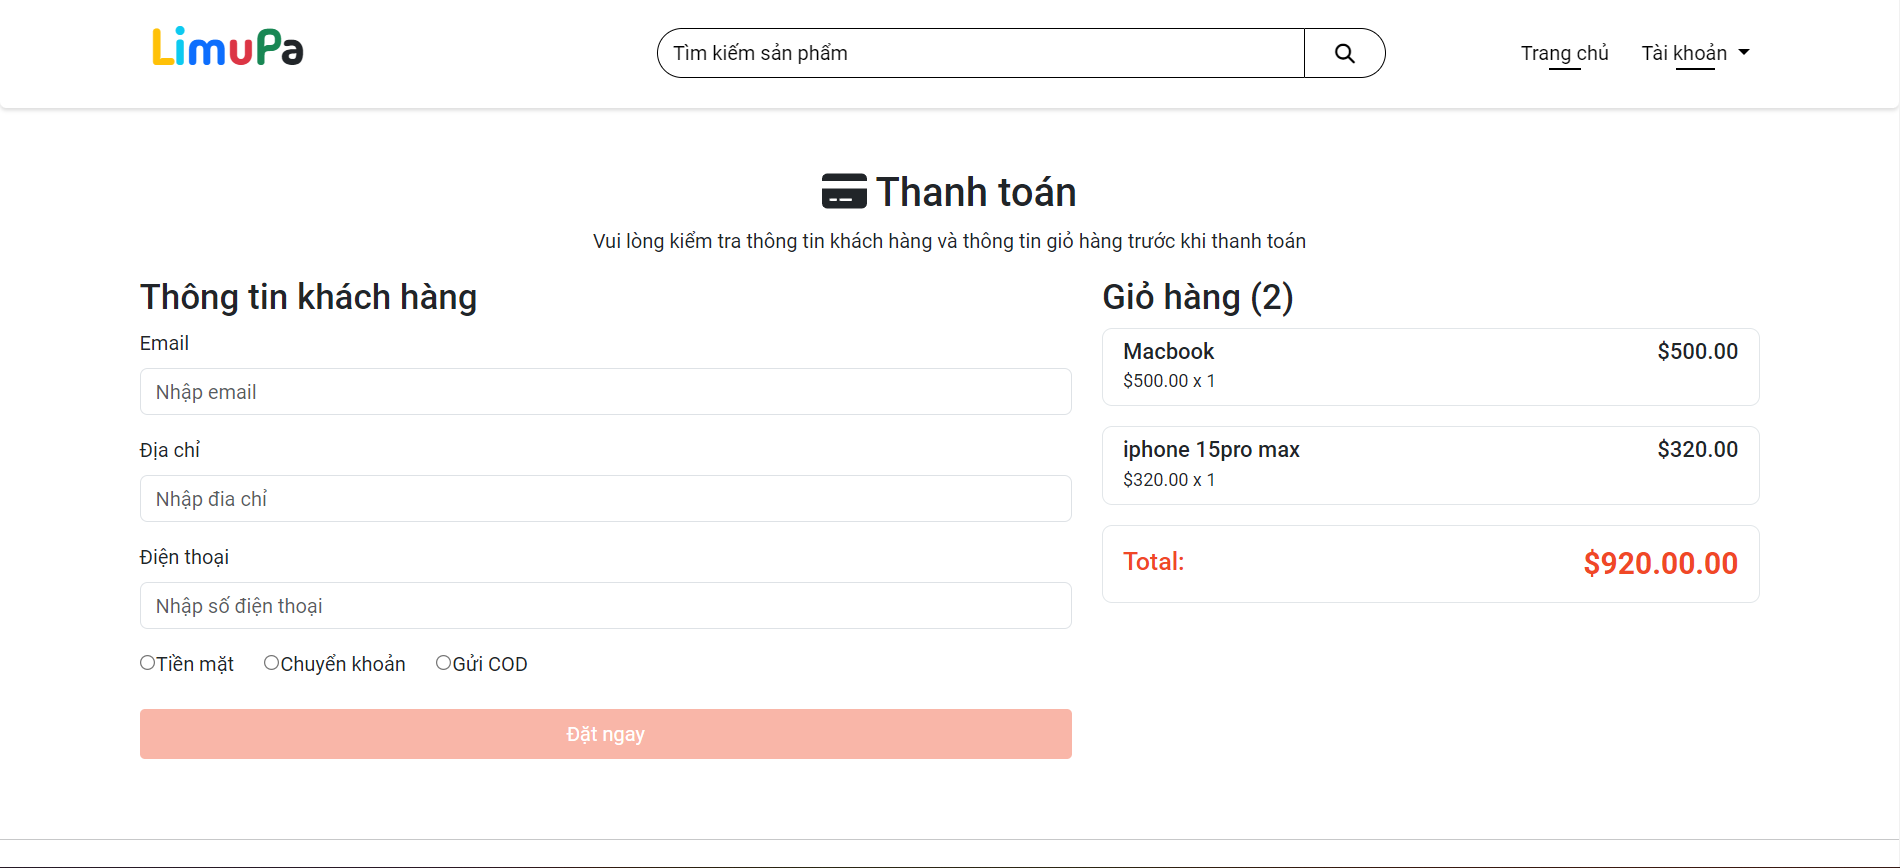 LimuPa
Tìm kiếm sản phẩm
Trang chủ
Tài khoản
Thanh toán
Vui lòng kiểm tra thông tin khách hàng và thông tin giỏ hàng trước khi thanh toán
Thông tin khách hàng
Email
Nhập email
Địa chỉ
Nhập đia chỉ
Điện thoại
Nhập số điện thoại
Tiền mặt Chuyển khoản Gửi COD
Đặt ngay
Giỏ hàng (2)
Macbook $500.00
$500.00 x 1
iphone 15pro max $320.00
$320.00 x 1
Total: $920.00.00